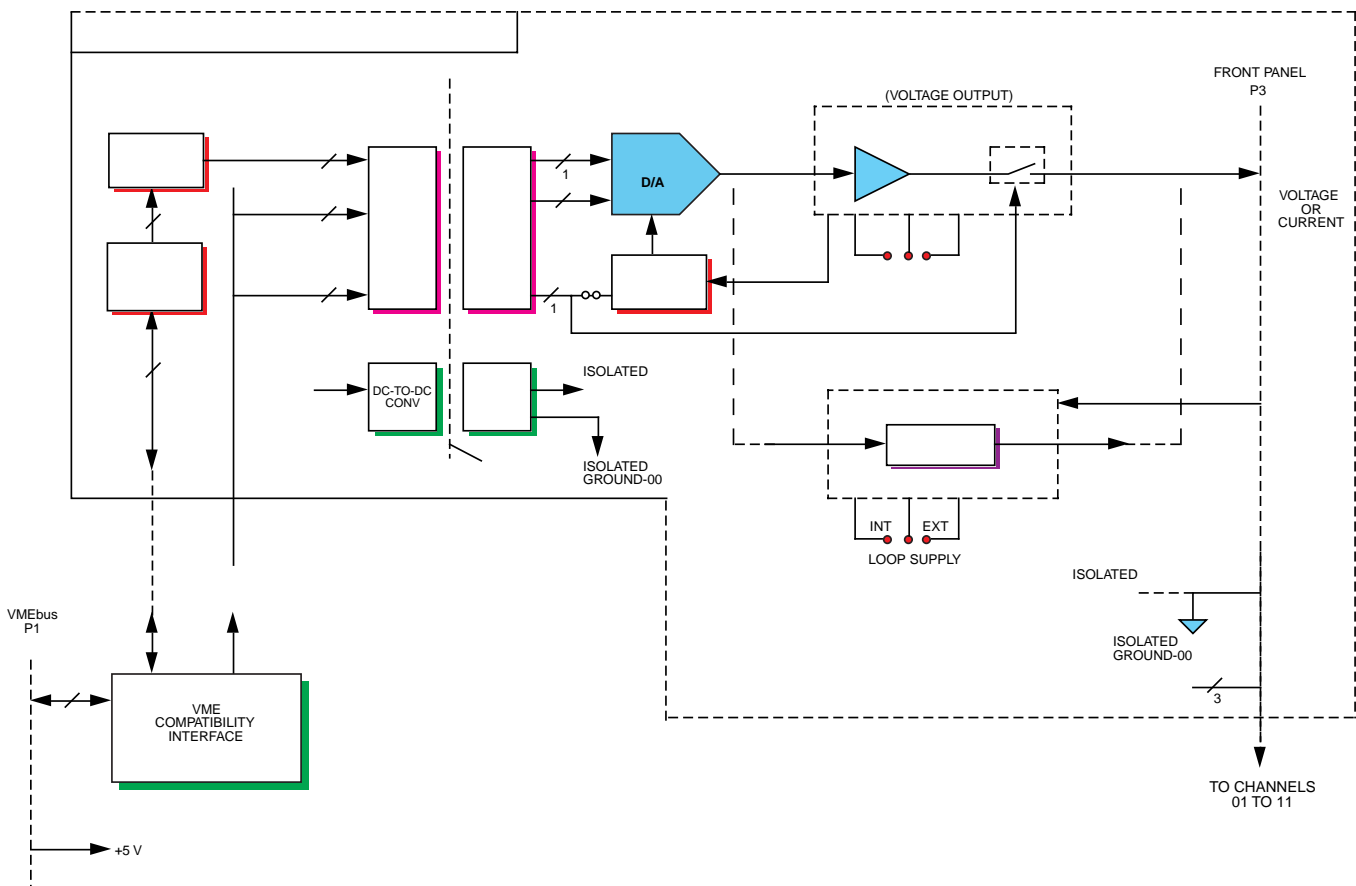 FRONT PANEL
P3
(VOLTAGE OUTPUT)
1
D/A
VOLTAGE
OR
CURRENT
1
DC-TO-DC
CONV
ISOLATED
ISOLATED
GROUND-00
INT
EXT
LOOP SUPPLY
ISOLATED
VMEbus
P1
ISOLATED
GROUND-00
3
VME
COMPATIBILITY
INTERFACE
TO CHANNELS
01 TO 11
+5 V